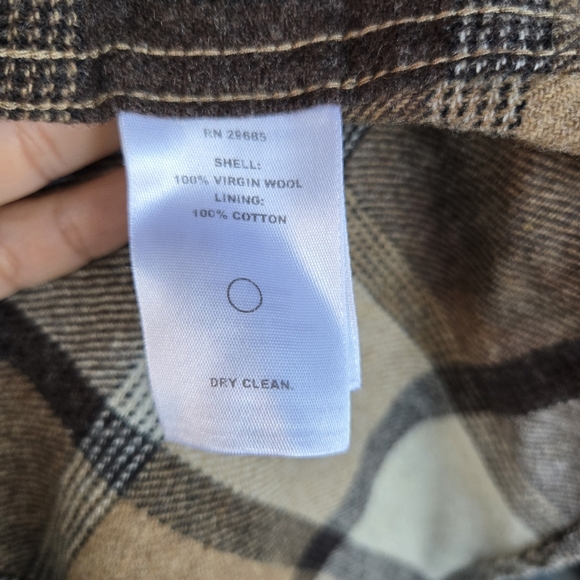 RN 29685
SHELL:
100% VIRGIN WOOL
LINING:
100% COTTON
DRY CLEAN.